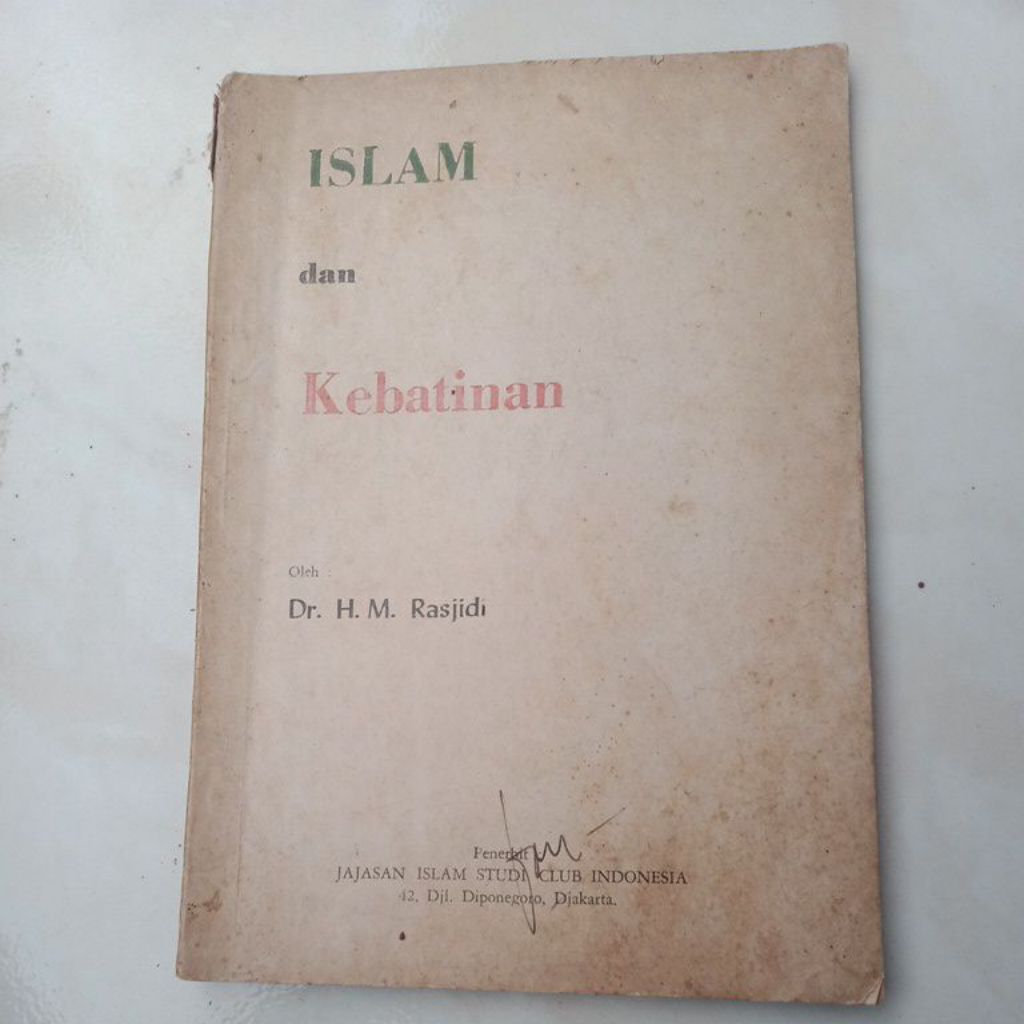 ISLAM
dan
Kebatinan
Oleh :
Dr. H. M. Rasjidi
Penerbit
JAJASAN ISLAM STUDI CLUB INDONESIA
42, Djl. Diponegoro, Djakarta.